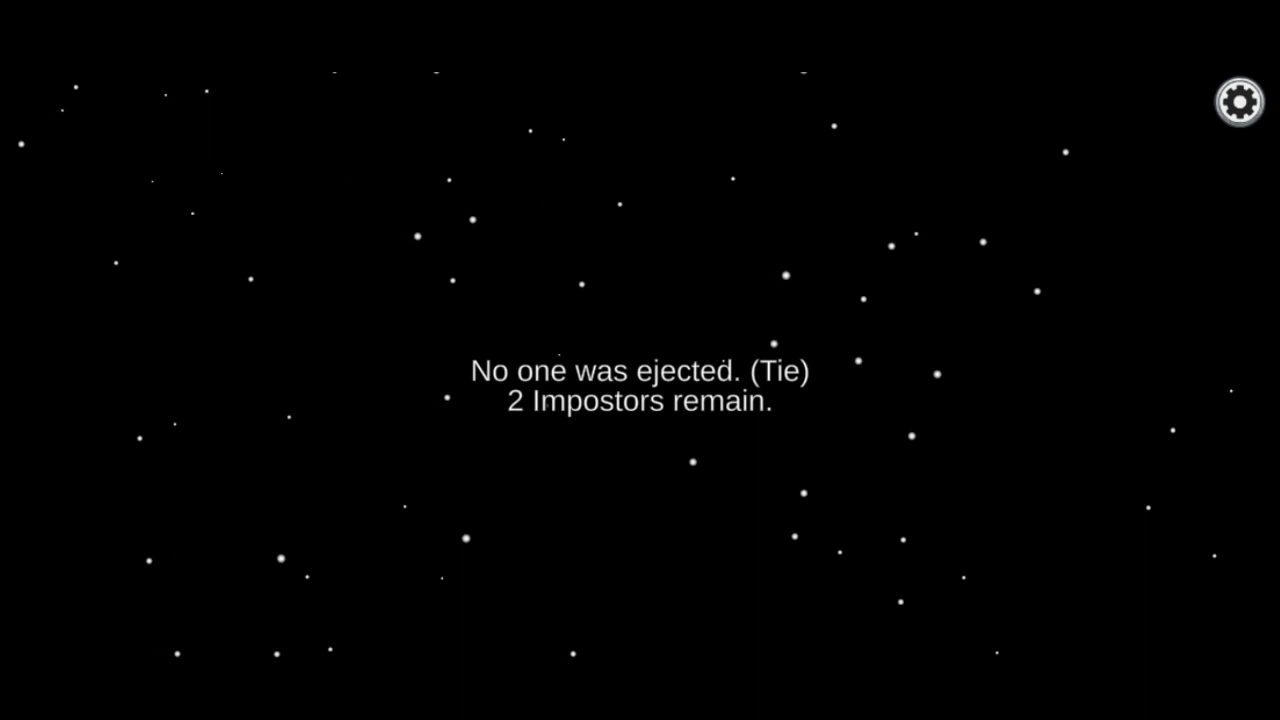 No one was ejected. (Tie)
2 Impostors remain.